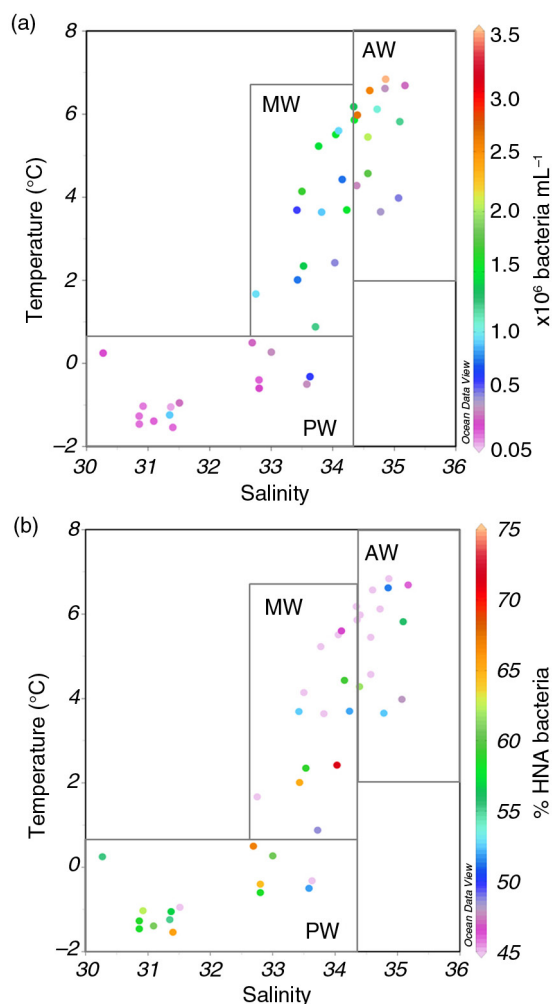 (a)
8
6
4
2
0
−2
Temperature (°C)
AW
MW
PW
30 31 32 33 34 35 36
Salinity
Ocean Data View
3.5
3.0
2.5
2.0
1.5
1.0
0.5
0.05
x10⁶ bacteria mL⁻¹
(b)
8
6
4
2
0
−2
Temperature (°C)
AW
MW
PW
30 31 32 33 34 35 36
Salinity
Ocean Data View
75
70
65
60
55
50
45
% HNA bacteria